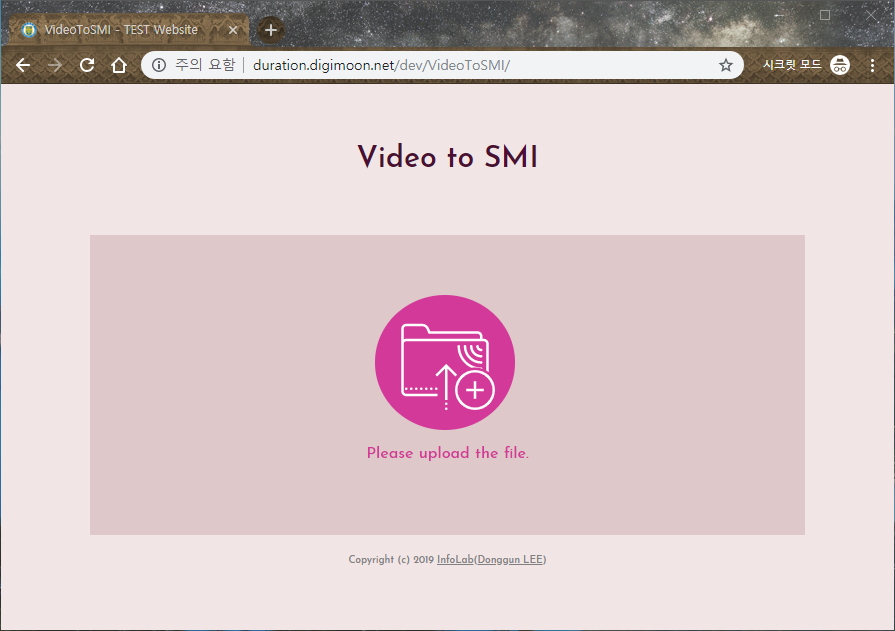 VideoToSMI - TEST Website
주의 요함 duration.digimoon.net/dev/VideoToSMI/ 시크릿 모드
Video to SMI
Please upload the file.
Copyright (c) 2019 InfoLab(Donggun LEE)